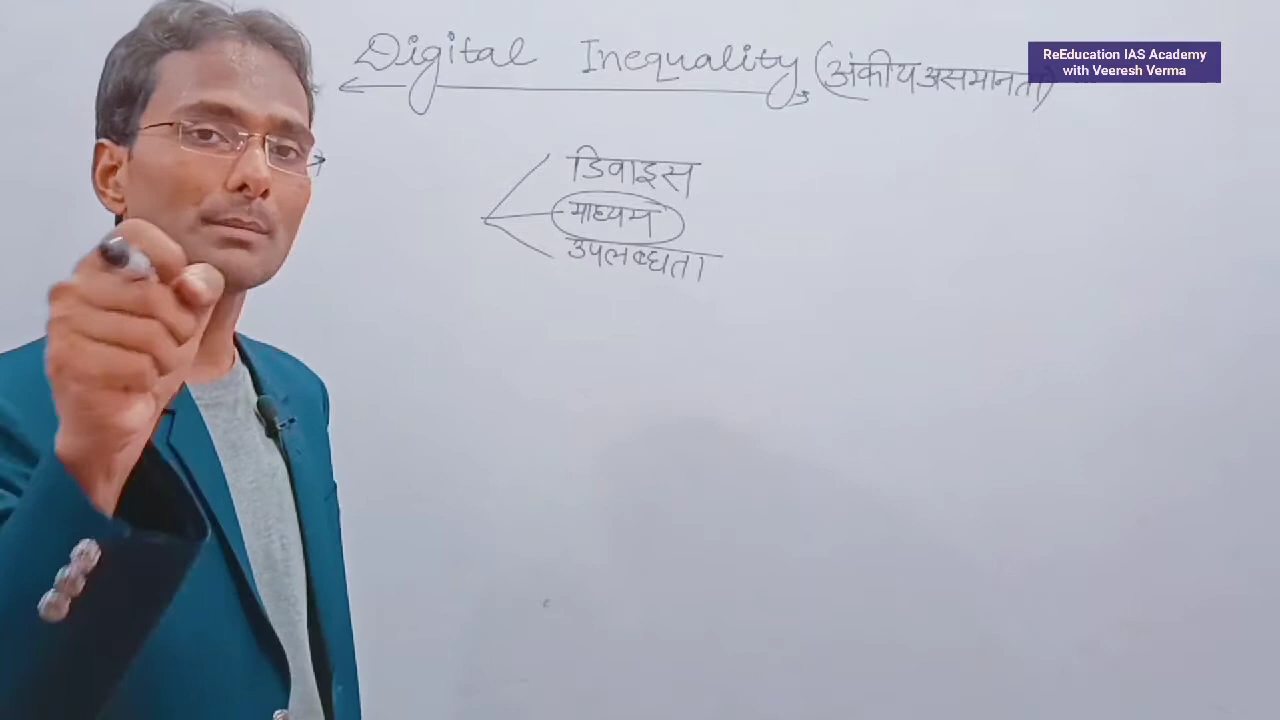 Digital Inequality (अंकीय असमानता)
ReEducation IAS Academy
with Veeresh Verma
डिवाइस
माध्यम
उपलब्धता